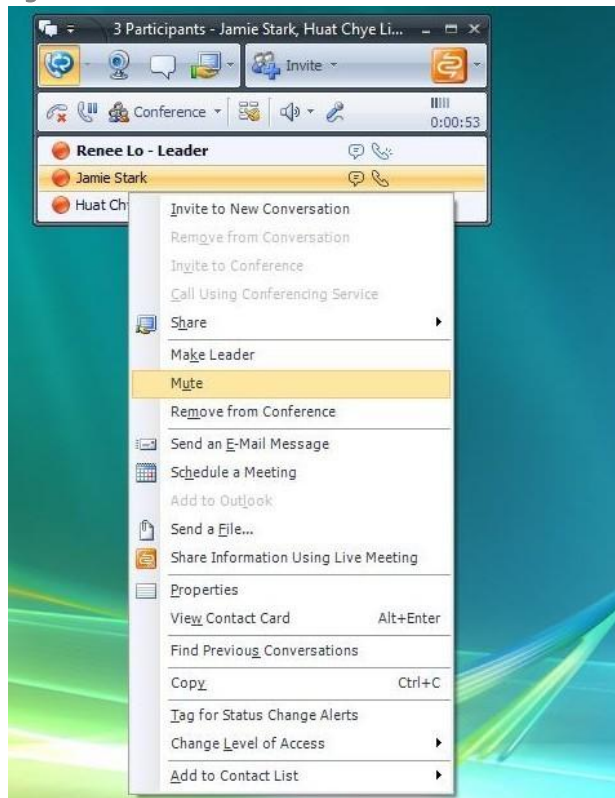 3 Participants - Jamie Stark, Huat Chye Li...
Invite
Conference
0:00:53
Renee Lo - Leader
Jamie Stark
Huat Ch
Invite to New Conversation
Remove from Conversation
Invite to Conference
Call Using Conferencing Service
Share
Make Leader
Mute
Remove from Conference
Send an E-Mail Message
Schedule a Meeting
Add to Outlook
Send a File...
Share Information Using Live Meeting
Properties
View Contact Card Alt+Enter
Find Previous Conversations
Copy Ctrl+C
Tag for Status Change Alerts
Change Level of Access
Add to Contact List